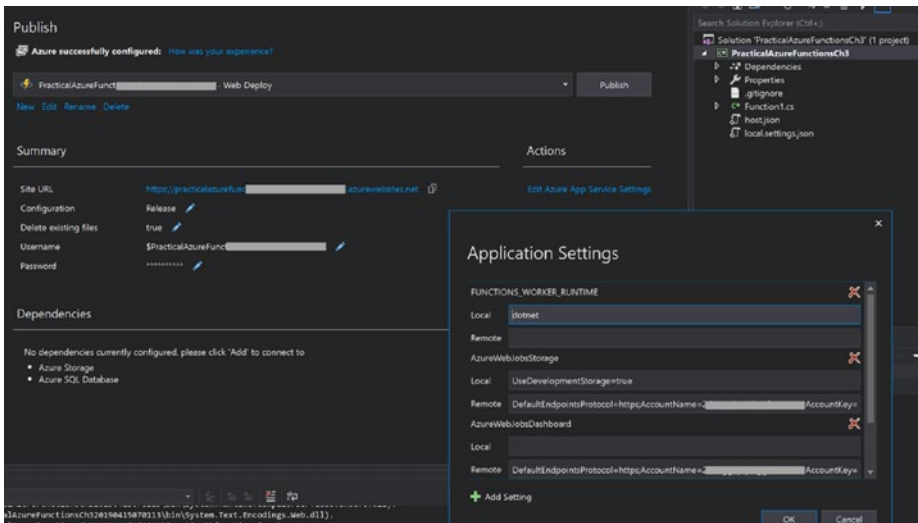 Publish
Azure successfully configured: How was your experience?
PracticalAzureFunct - Web Deploy
Publish
New Edit Rename Delete
Summary
Actions
Site URL https://practicalazurefunc .azurewebsites.net
Edit Azure App Service Settings
Configuration Release
Delete existing files true
Username $PracticalAzureFunc
Password **********
Dependencies
No dependencies currently configured, please click 'Add' to connect to
• Azure Storage
• Azure SQL Database
Search Solution Explorer (Ctrl+;)
Solution 'PracticalAzureFunctionsCh3' (1 project)
PracticalAzureFunctionsCh3
Dependencies
Properties
.gitignore
C# Function1.cs
host.json
local.settings.json
Application Settings
FUNCTIONS_WORKER_RUNTIME
Local dotnet
Remote
AzureWebJobsStorage
Local UseDevelopmentStorage=true
Remote DefaultEndpointsProtocol=https;AccountName=2 AccountKey=
AzureWebJobsDashboard
Local
Remote DefaultEndpointsProtocol=https;AccountName=2 AccountKey=
Add Setting
OK Cancel
alAzureFunctionsCh320190415070113\bin\System.Text.Encodings.Web.dll).